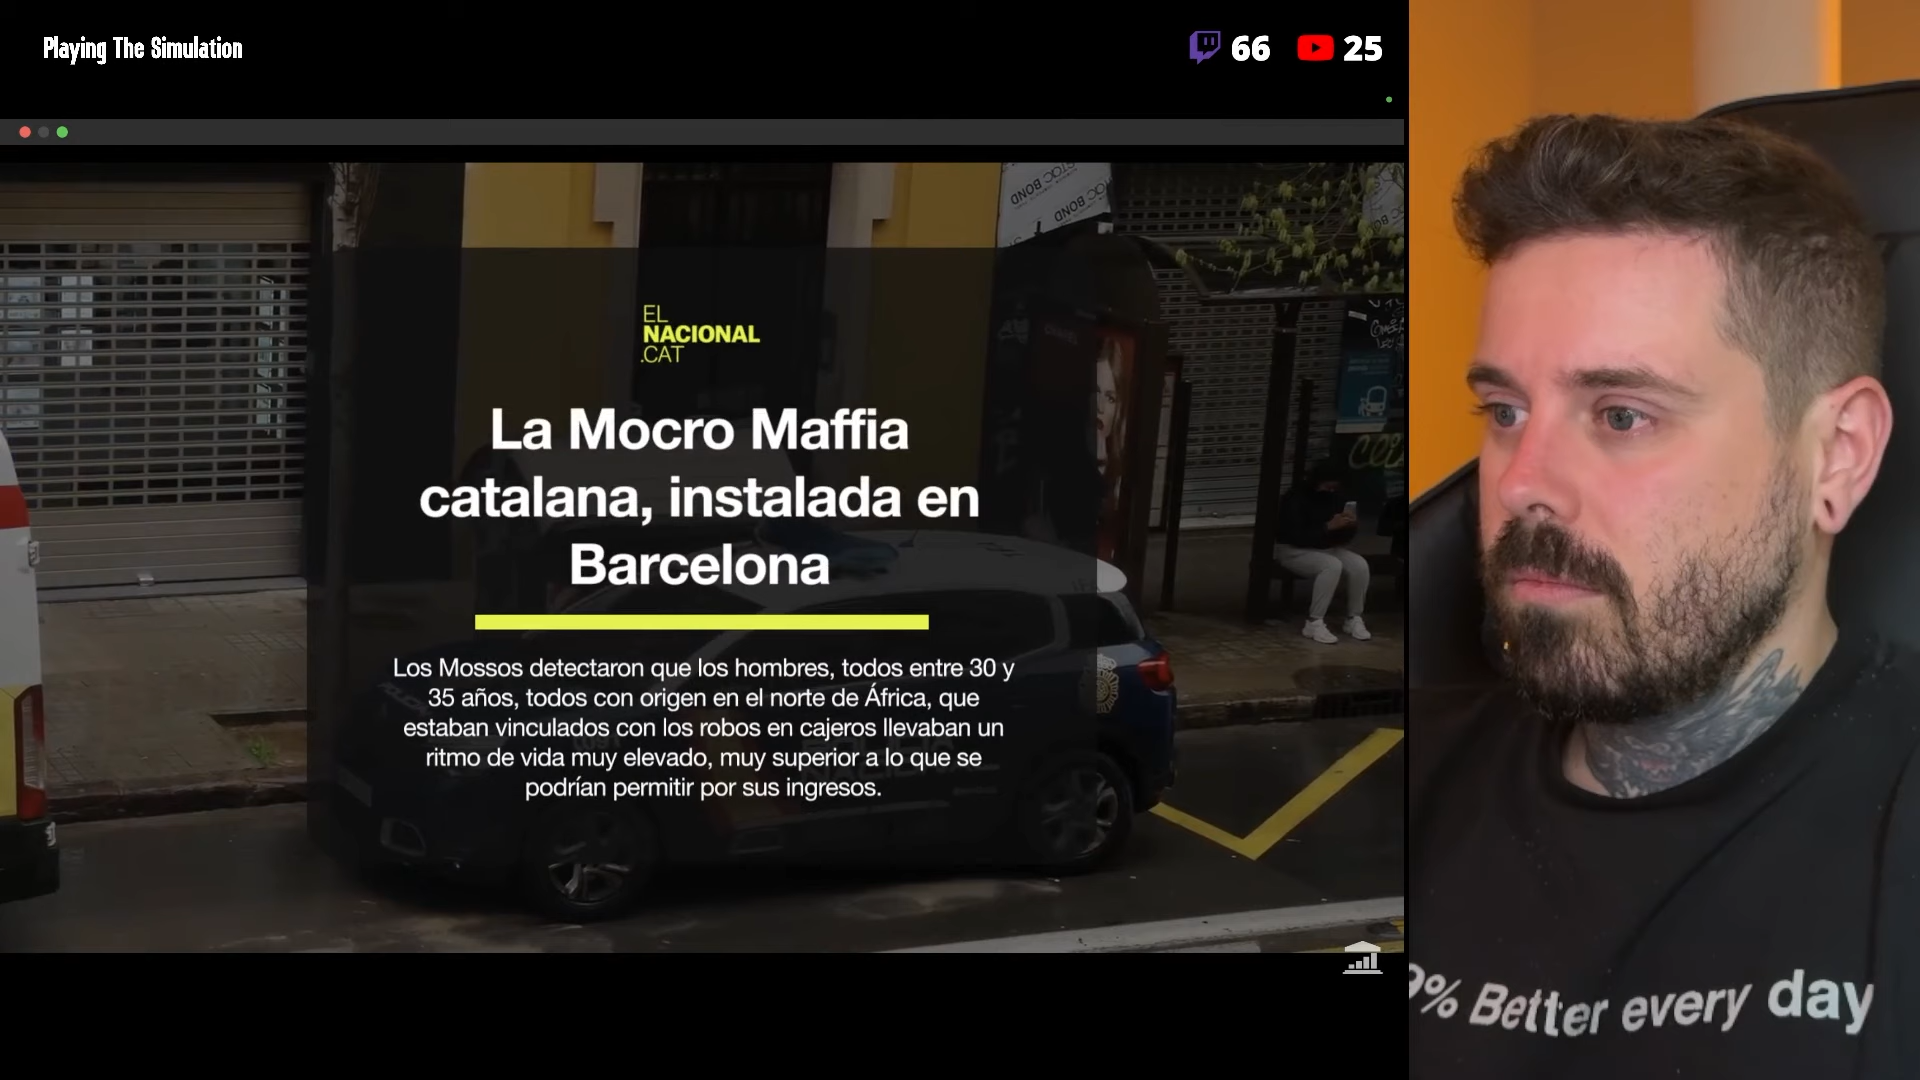 Playing The Simulation
66
25
BOND
BOND
EL
NACIONAL
.CAT
La Mocro Maffia
catalana, instalada en
Barcelona
Los Mossos detectaron que los hombres, todos entre 30 y
35 años, todos con origen en el norte de África, que
estaban vinculados con los robos en cajeros llevaban un
ritmo de vida muy elevado, muy superior a lo que se
podrían permitir por sus ingresos.
% Better every day